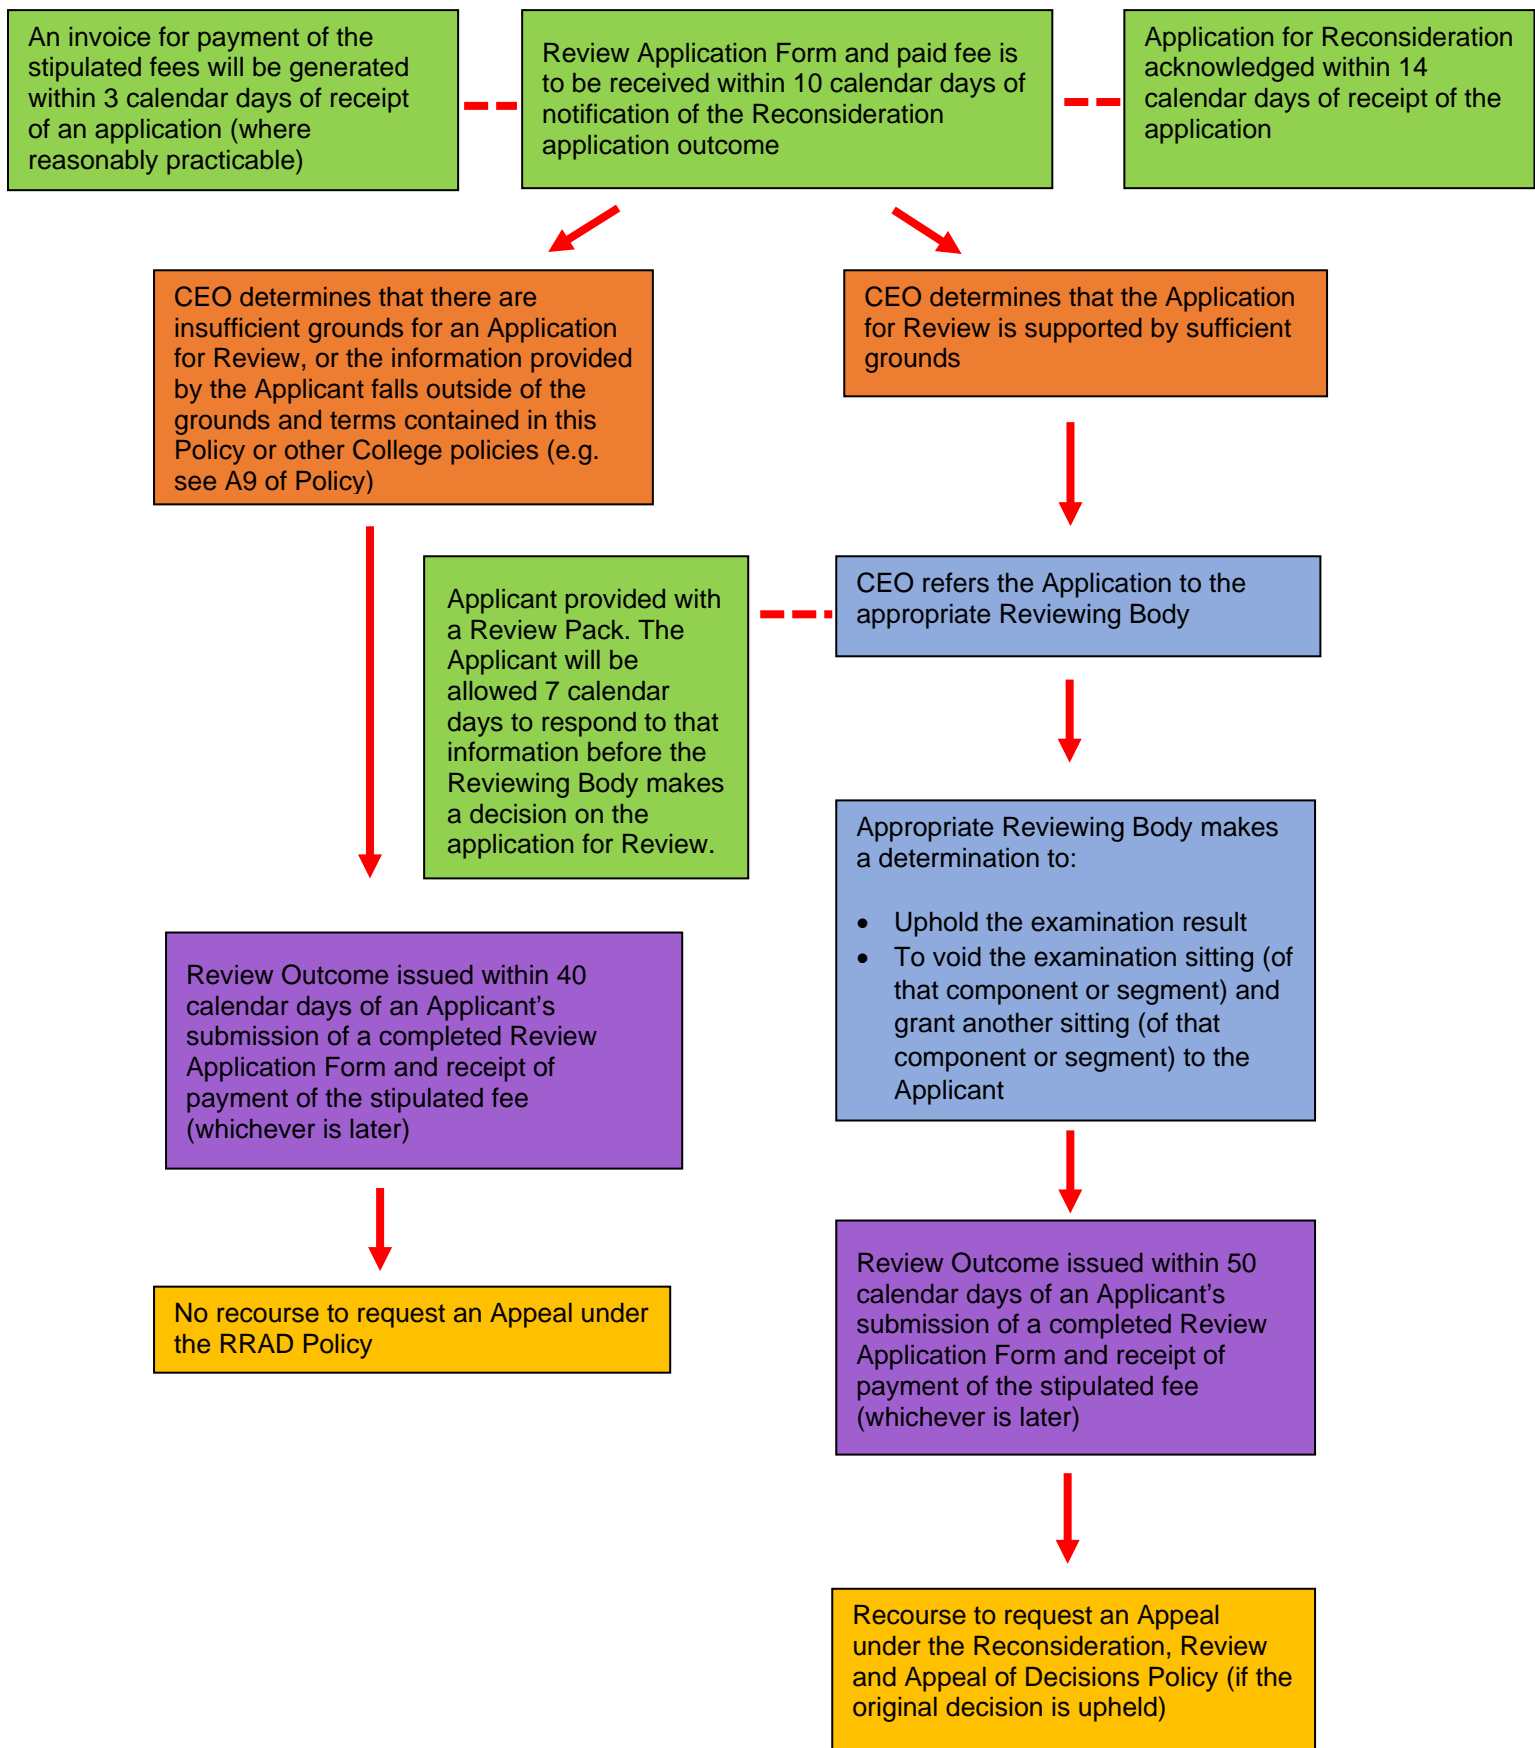 An invoice for payment of the
stipulated fees will be generated
within 3 calendar days of receipt
of an application (where
reasonably practicable)
Review Application Form and paid fee is
to be received within 10 calendar days of
notification of the Reconsideration
application outcome
Application for Reconsideration
acknowledged within 14
calendar days of receipt of the
application
CEO determines that there are
insufficient grounds for an Application
for Review, or the information provided
by the Applicant falls outside of the
grounds and terms contained in this
Policy or other College policies (e.g.
see A9 of Policy)
CEO determines that the Application
for Review is supported by sufficient
grounds
Applicant provided with
a Review Pack. The
Applicant will be
allowed 7 calendar
days to respond to that
information before the
Reviewing Body makes
a decision on the
application for Review.
CEO refers the Application to the
appropriate Reviewing Body
Appropriate Reviewing Body makes
a determination to:
• Uphold the examination result
• To void the examination sitting (of
that component or segment) and
grant another sitting (of that
component or segment) to the
Applicant
Review Outcome issued within 40
calendar days of an Applicant's
submission of a completed Review
Application Form and receipt of
payment of the stipulated fee
(whichever is later)
Review Outcome issued within 50
calendar days of an Applicant's
submission of a completed Review
Application Form and receipt of
payment of the stipulated fee
(whichever is later)
No recourse to request an Appeal under
the RRAD Policy
Recourse to request an Appeal
under the Reconsideration, Review
and Appeal of Decisions Policy (if the
original decision is upheld)